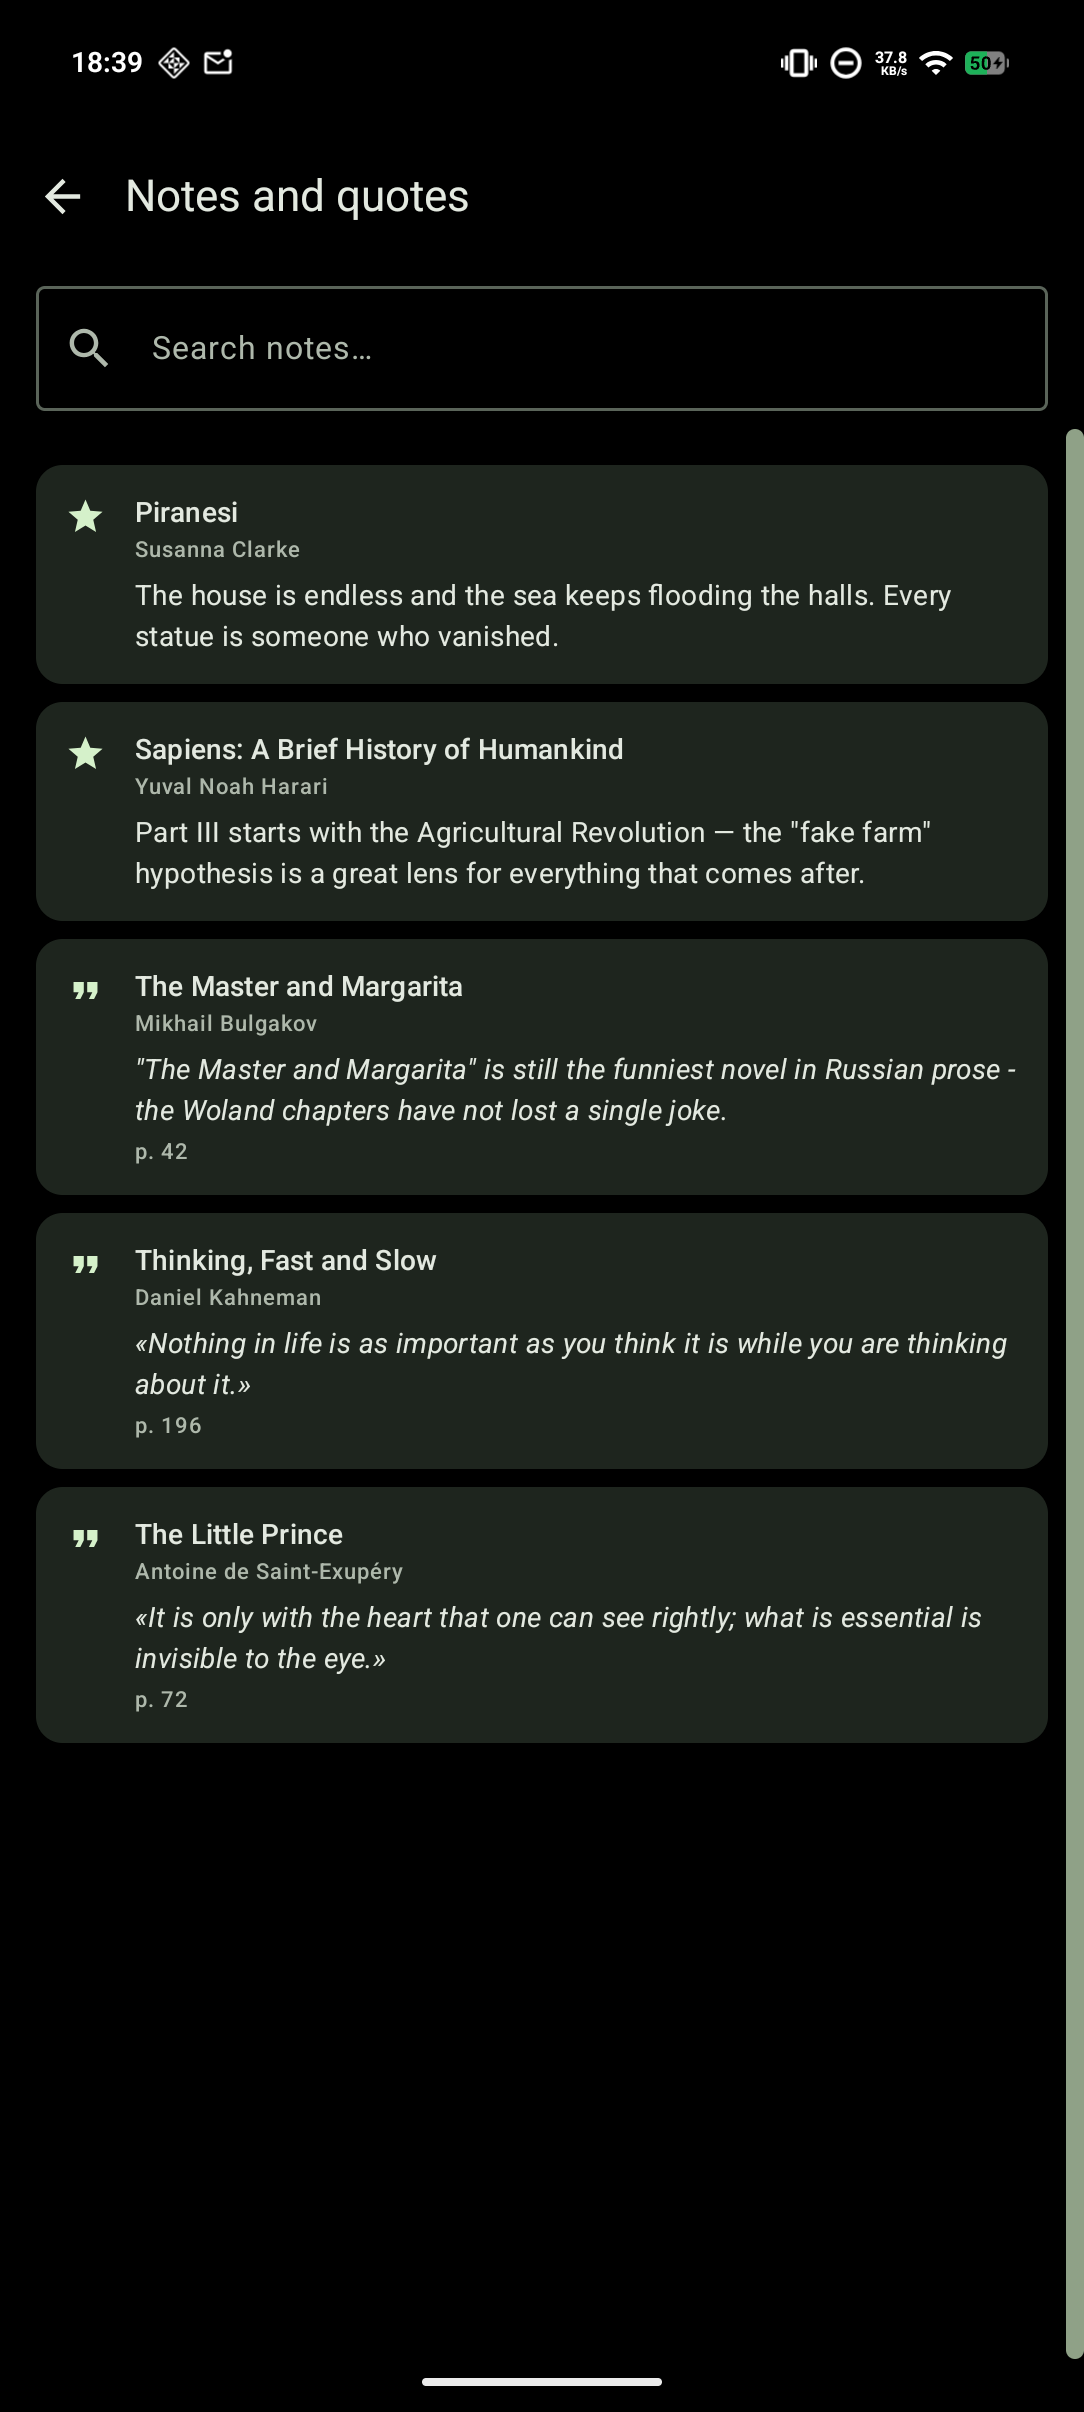 18:39
37.8
KB/s
50
Notes and quotes
Search notes…
Piranesi
Susanna Clarke
The house is endless and the sea keeps flooding the halls. Every
statue is someone who vanished.
Sapiens: A Brief History of Humankind
Yuval Noah Harari
Part III starts with the Agricultural Revolution — the "fake farm"
hypothesis is a great lens for everything that comes after.
The Master and Margarita
Mikhail Bulgakov
"The Master and Margarita" is still the funniest novel in Russian prose -
the Woland chapters have not lost a single joke.
p. 42
Thinking, Fast and Slow
Daniel Kahneman
«Nothing in life is as important as you think it is while you are thinking
about it.»
p. 196
The Little Prince
Antoine de Saint-Exupéry
«It is only with the heart that one can see rightly; what is essential is
invisible to the eye.»
p. 72